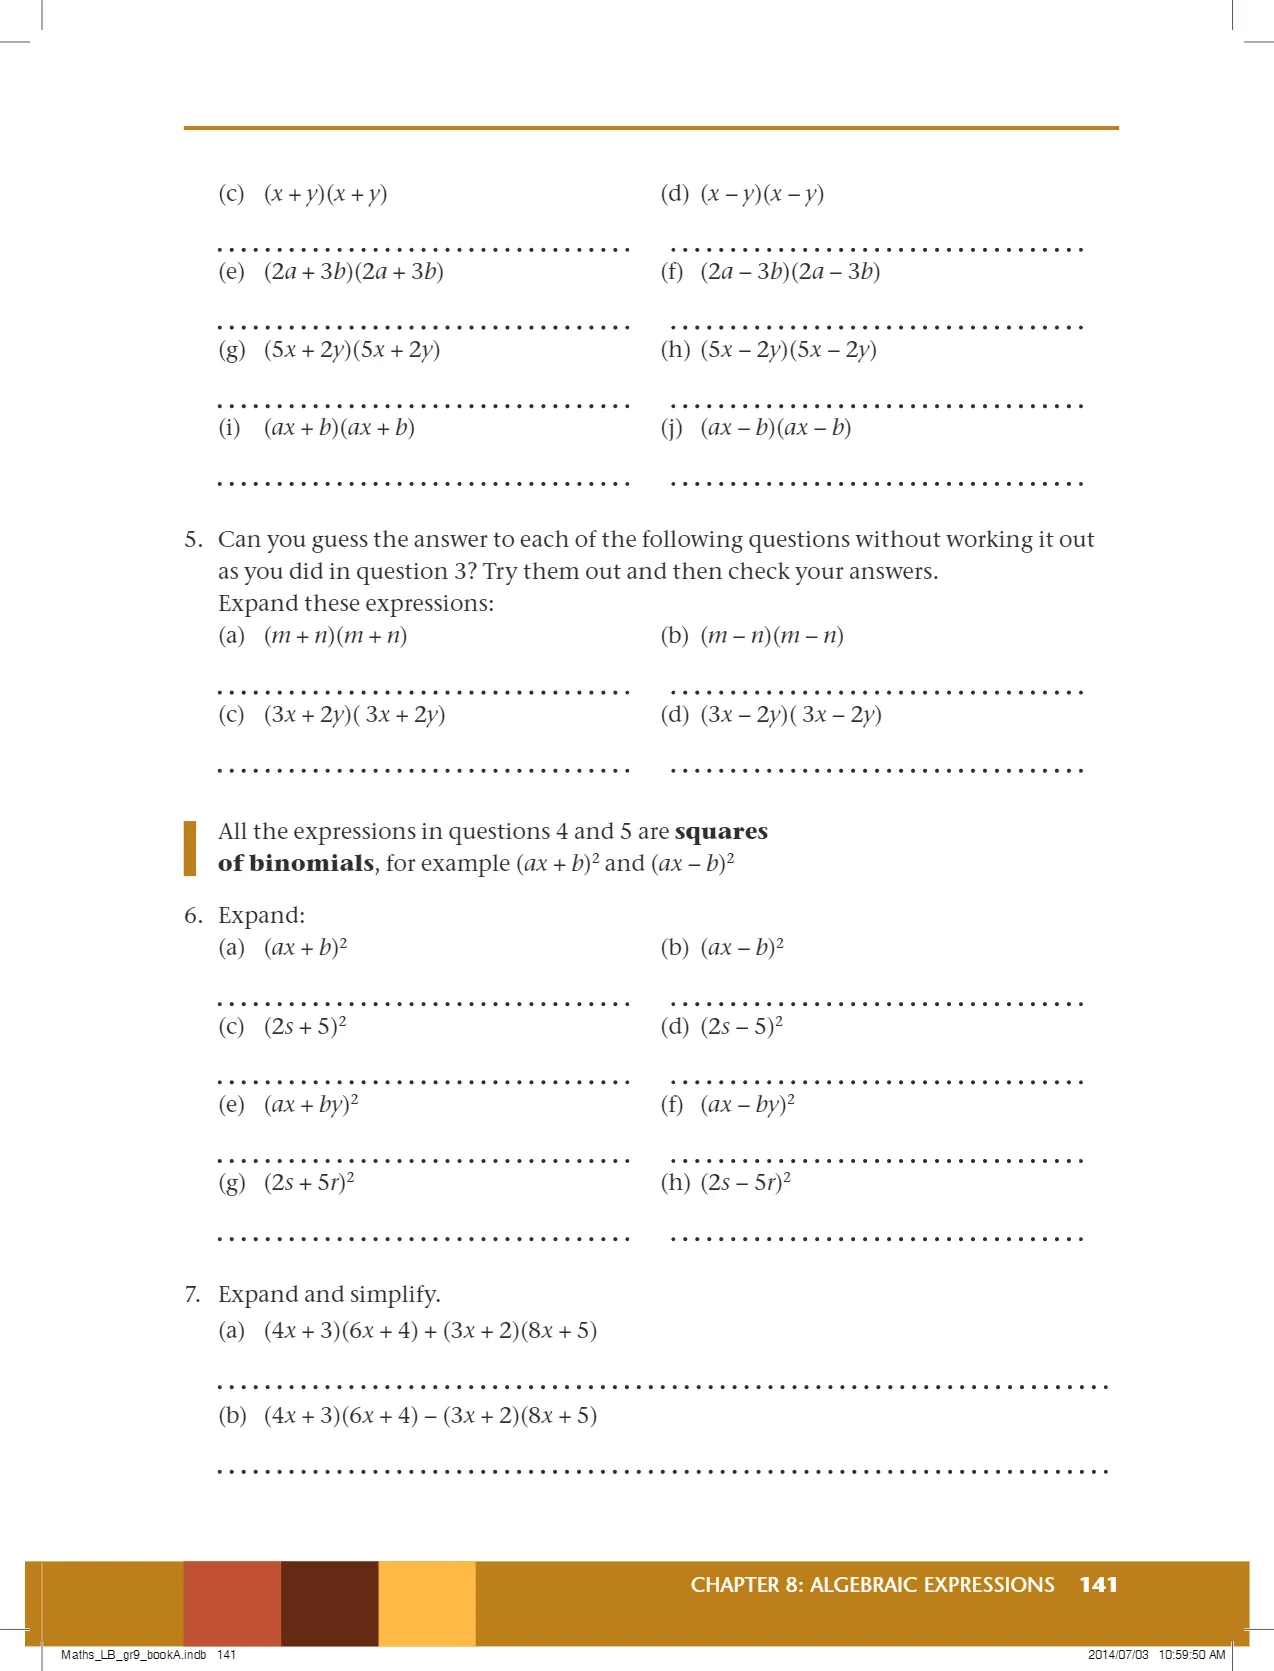 (c) (x + y)(x + y) (d) (x – y)(x – y)
(e) (2a + 3b)(2a + 3b) (f) (2a – 3b)(2a – 3b)
(g) (5x + 2y)(5x + 2y) (h) (5x – 2y)(5x – 2y)
(i) (ax + b)(ax + b) (j) (ax – b)(ax – b)
5. Can you guess the answer to each of the following questions without working it out
as you did in question 3? Try them out and then check your answers.
Expand these expressions:
(a) (m + n)(m + n) (b) (m – n)(m – n)
(c) (3x + 2y)( 3x + 2y) (d) (3x – 2y)( 3x – 2y)
All the expressions in questions 4 and 5 are squares
of binomials, for example (ax + b)² and (ax – b)²
6. Expand:
(a) (ax + b)² (b) (ax – b)²
(c) (2s + 5)² (d) (2s – 5)²
(e) (ax + by)² (f) (ax – by)²
(g) (2s + 5r)² (h) (2s – 5r)²
7. Expand and simplify.
(a) (4x + 3)(6x + 4) + (3x + 2)(8x + 5)
(b) (4x + 3)(6x + 4) – (3x + 2)(8x + 5)
CHAPTER 8: ALGEBRAIC EXPRESSIONS 141
Maths_LB_gr9_bookA.indb 141 2014/07/03 10:59:50 AM